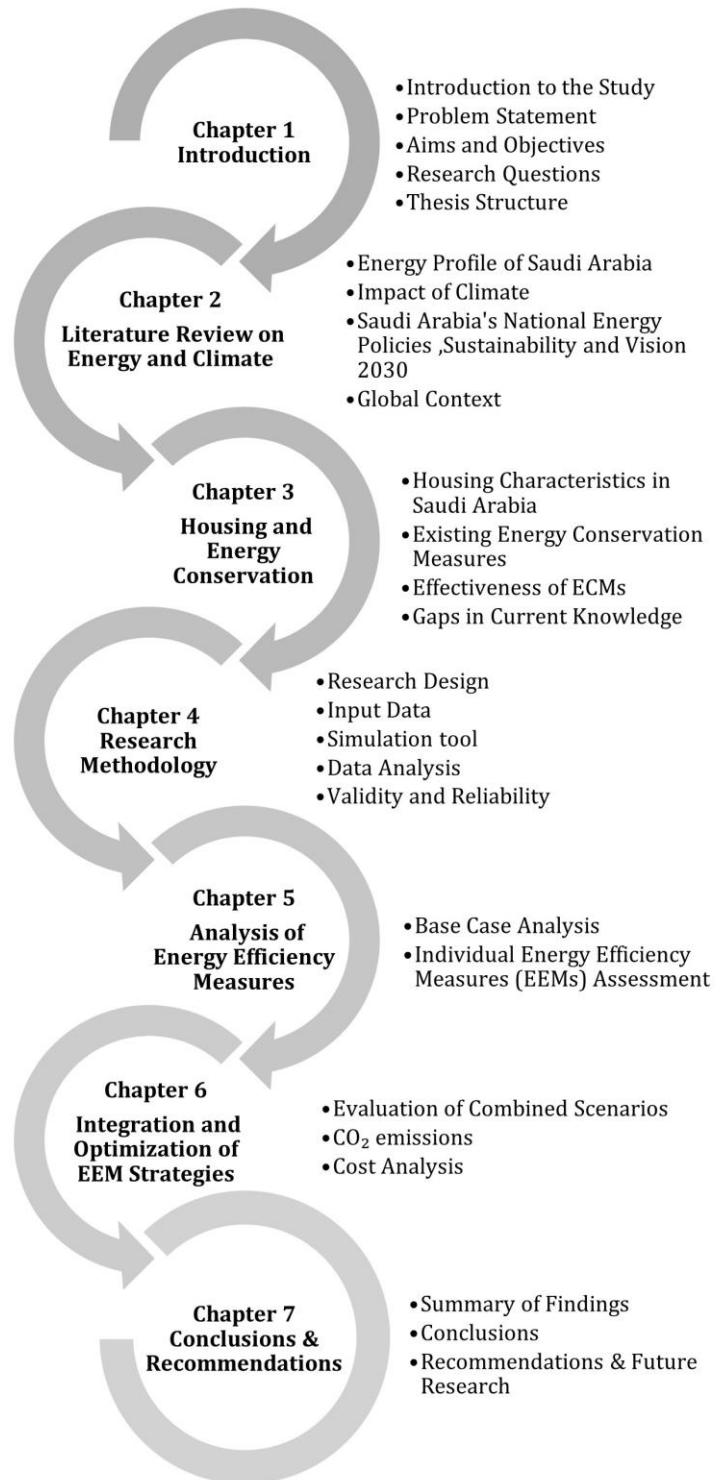 Chapter 1
Introduction
•Introduction to the Study
•Problem Statement
•Aims and Objectives
•Research Questions
•Thesis Structure
Chapter 2
Literature Review on
Energy and Climate
•Energy Profile of Saudi Arabia
•Impact of Climate
•Saudi Arabia's National Energy
Policies ,Sustainability and Vision
2030
•Global Context
Chapter 3
Housing and
Energy
Conservation
•Housing Characteristics in
Saudi Arabia
•Existing Energy Conservation
Measures
•Effectiveness of ECMs
•Gaps in Current Knowledge
Chapter 4
Research
Methodology
•Research Design
•Input Data
•Simulation tool
•Data Analysis
•Validity and Reliability
Chapter 5
Analysis of
Energy Efficiency
Measures
•Base Case Analysis
•Individual Energy Efficiency
Measures (EEMs) Assessment
Chapter 6
Integration and
Optimization of
EEM Strategies
•Evaluation of Combined Scenarios
•CO₂ emissions
•Cost Analysis
Chapter 7
Conclusions &
Recommendations
•Summary of Findings
•Conclusions
•Recommendations & Future
Research